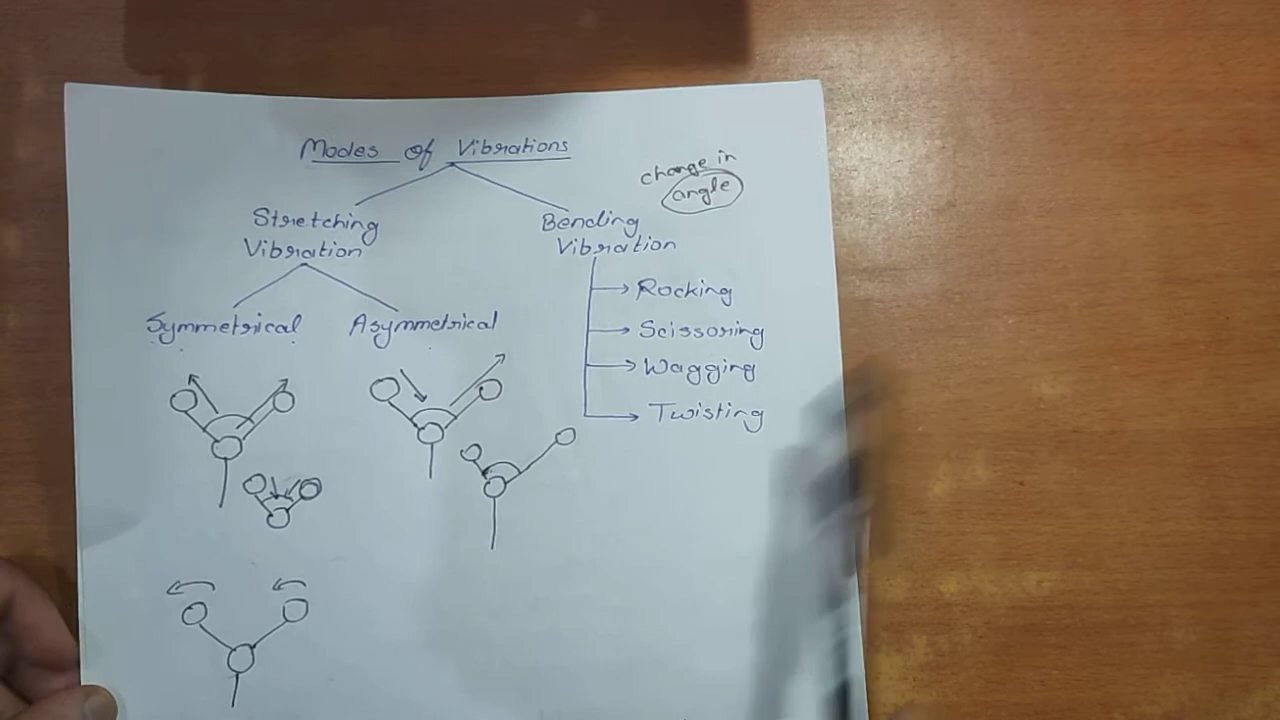 Modes of Vibrations
change in
angle
Stretching
Vibration
Bending
Vibration
Symmetrical
Asymmetrical
Rocking
Scissoring
Wagging
Twisting